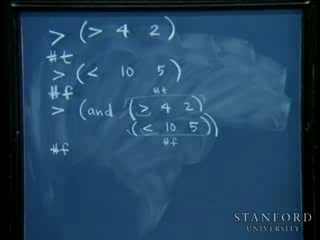 > (> 4 2)
#t
> (< 10 5)
#f
> (and (> 4 2)
#t
(< 10 5))
#f
#f
STANFORD
UNIVERSITY